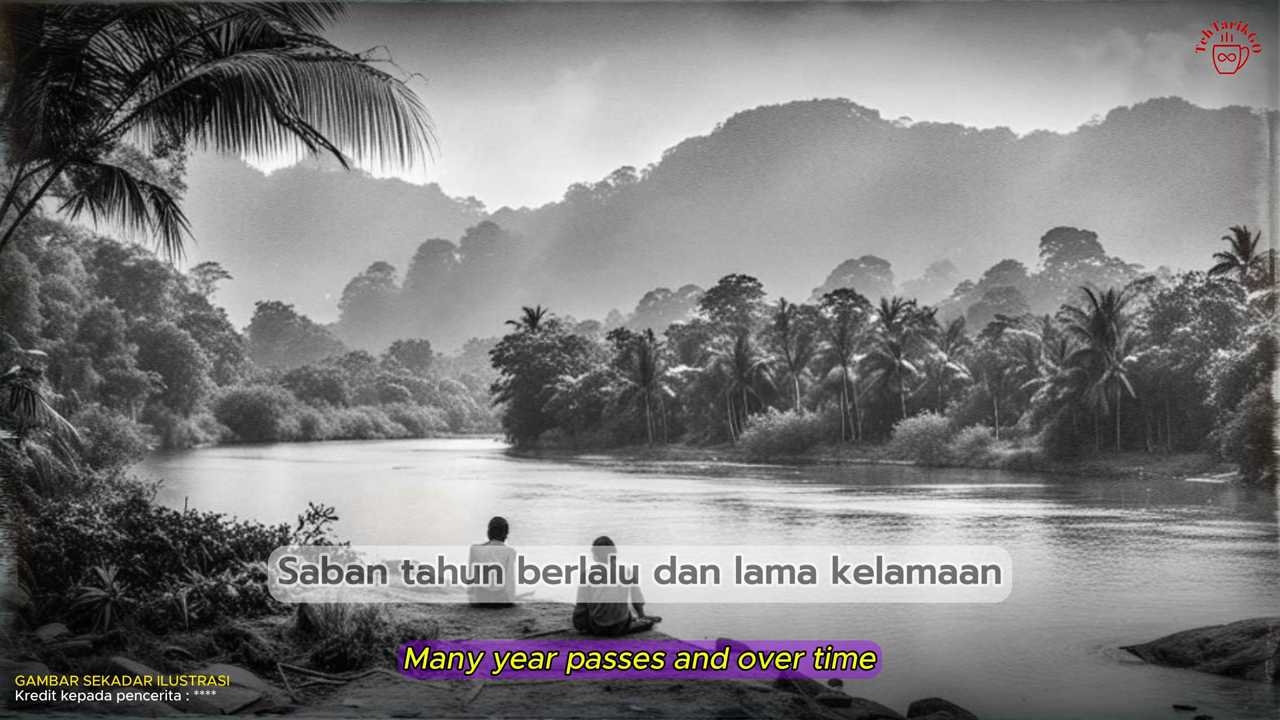 TehTarikGO
Saban tahun berlalu dan lama kelamaan
Many year passes and over time
GAMBAR SEKADAR ILUSTRASI
Kredit kepada pencerita : ****